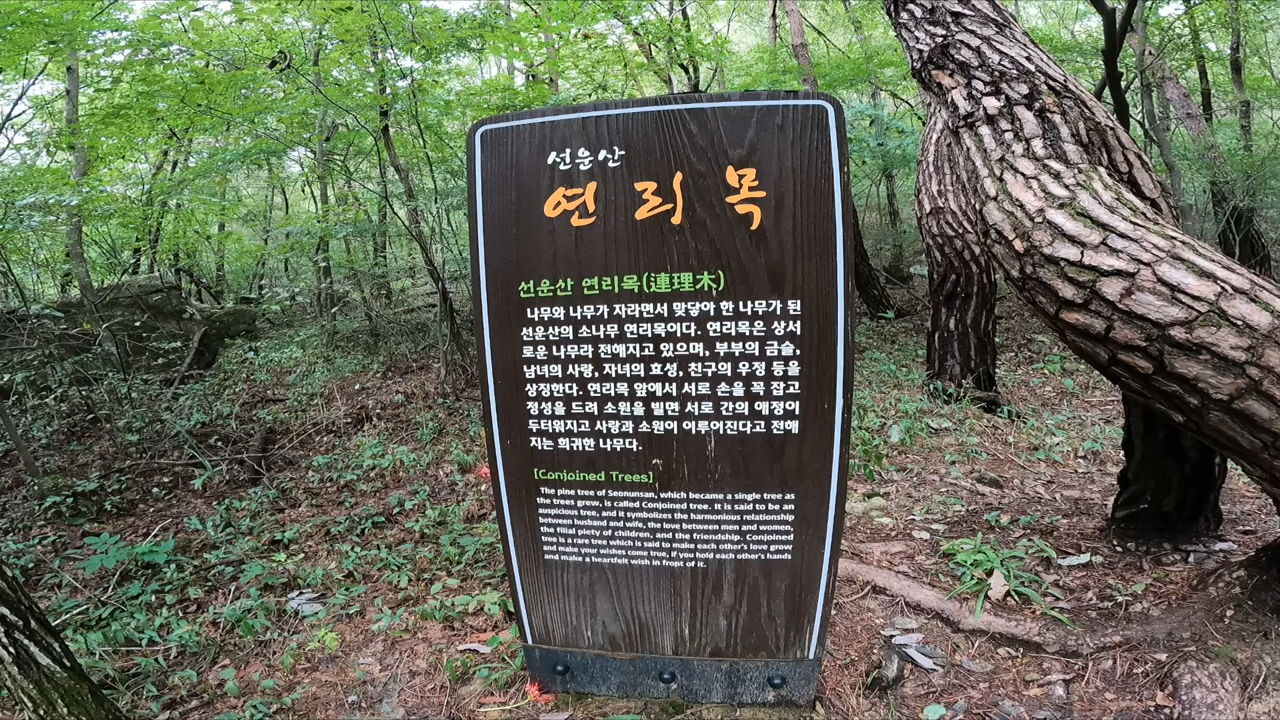 선운산
연리목
선운산 연리목(連理木)
나무와 나무가 자라면서 맞닿아 한 나무가 된
선운산의 소나무 연리목이다. 연리목은 상서
로운 나무라 전해지고 있으며, 부부의 금슬,
남녀의 사랑, 자녀의 효성, 친구의 우정 등을
상징한다. 연리목 앞에서 서로 손을 꼭 잡고
정성을 드려 소원을 빌면 서로 간의 애정이
두터워지고 사랑과 소원이 이루어진다고 전해
지는 희귀한 나무다.
[Conjoined Trees]
The pine tree of Seonunsan, which became a single tree as
the trees grew, is called Conjoined tree. It is said to be an
auspicious tree, and it symbolizes the harmonious relationship
between husband and wife, the love between men and women,
the filial piety of children, and the friendship. Conjoined
tree is a rare tree which is said to make each other's love grow
and make your wishes come true, if you hold each other's hands
and make a heartfelt wish in front of it.